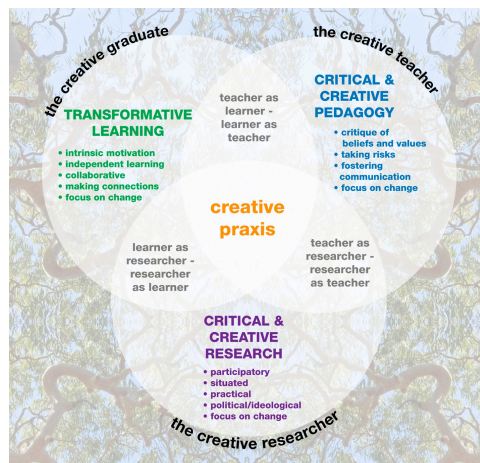 the creative graduate
the creative teacher
TRANSFORMATIVE
LEARNING
• intrinsic motivation
• independent learning
• collaborative
• making connections
• focus on change
teacher as
learner -
learner as
teacher
CRITICAL &
CREATIVE
PEDAGOGY
• critique of
beliefs and values
• taking risks
• fostering
communication
• focus on change
creative
praxis
learner as
researcher -
researcher
as learner
teacher as
researcher -
researcher
as teacher
CRITICAL &
CREATIVE
RESEARCH
• participatory
• situated
• practical
• political/ideological
• focus on change
the creative researcher